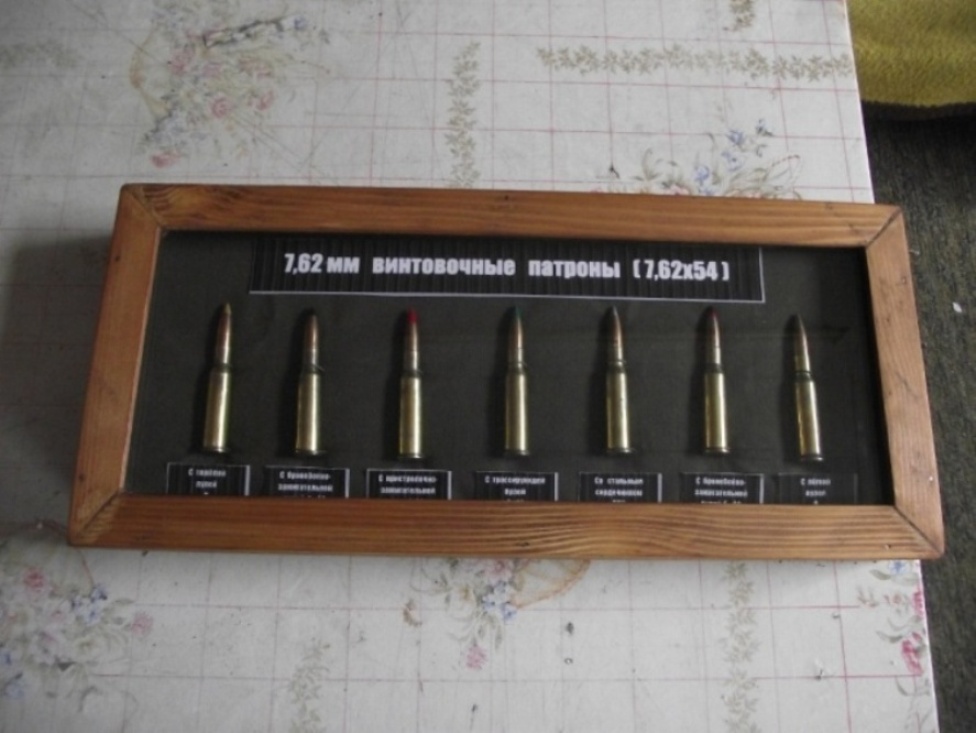 7,62 мм винтовочные патроны ( 7,62х54 )
С тяжелой
пулей
С бронебойно-
зажигательной
С пристрелочно-
зажигательной
С трассирующей
пулей
Со стальным
сердечником
С бронебойно-
зажигательной
С лёгкой
пулей